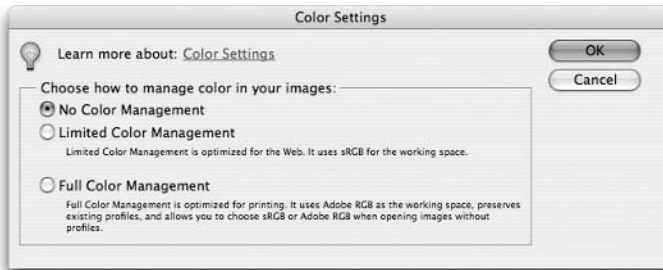 Color Settings
Learn more about: Color Settings
OK
Cancel
Choose how to manage color in your images:
No Color Management
Limited Color Management
Limited Color Management is optimized for the Web. It uses sRGB for the working space.
Full Color Management
Full Color Management is optimized for printing. It uses Adobe RGB as the working space, preserves
existing profiles, and allows you to choose sRGB or Adobe RGB when opening images without
profiles.